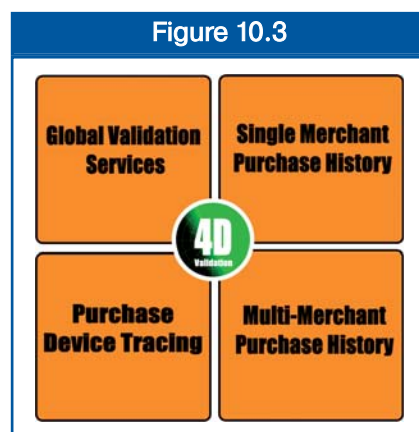 Figure 10.3
Global Validation
Services
Single Merchant
Purchase History
4D
Validation
Purchase
Device Tracing
Multi-Merchant
Purchase History